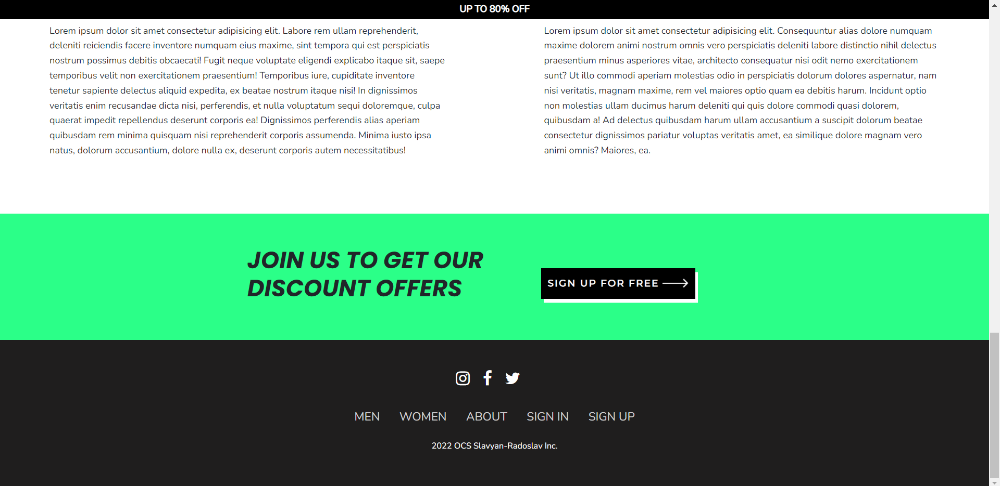 UP TO 80% OFF
Lorem ipsum dolor sit amet consectetur adipisicing elit. Labore rem ullam reprehenderit,
deleniti reiciendis facere inventore numquam eius maxime, sint tempora qui est perspiciatis
nostrum possimus debitis obcaecati! Fugit neque voluptate eligendi explicabo itaque sit, saepe
temporibus velit non exercitationem praesentium! Temporibus iure, cupiditate inventore
tenetur sapiente delectus aliquid expedita, ex beatae nostrum itaque nisi! In dignissimos
veritatis enim recusandae dicta nisi, perferendis, et nulla voluptatum sequi doloremque, culpa
quaerat impedit repellendus deserunt corporis ea! Dignissimos perferendis alias aperiam
quibusdam rem minima quisquam nisi reprehenderit corporis assumenda. Minima iusto ipsa
natus, dolorum accusantium, dolore nulla ex, deserunt corporis autem necessitatibus!
Lorem ipsum dolor sit amet consectetur adipisicing elit. Consequuntur alias dolore numquam
maxime dolorem animi nostrum omnis vero perspiciatis deleniti labore distinctio nihil delectus
praesentium minus asperiores vitae, architecto consequatur nisi odit nemo exercitationem
sunt? Ut illo commodi aperiam molestias odio in perspiciatis dolorum dolores aspernatur, nam
nisi veritatis, magnam maxime, rem vel maiores optio quam ea debitis harum. Incidunt optio
non molestias ullam ducimus harum deleniti qui quis dolore commodi quasi dolorem,
quibusdam a! Ad delectus quibusdam harum ullam accusantium a suscipit dolorum beatae
consectetur dignissimos pariatur voluptas veritatis amet, ea similique dolore magnam vero
animi omnis? Maiores, ea.
JOIN US TO GET OUR
DISCOUNT OFFERS
SIGN UP FOR FREE
MEN WOMEN ABOUT SIGN IN SIGN UP
2022 OCS Slavyan-Radoslav Inc.